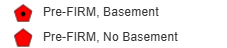 Pre-FIRM, Basement
Pre-FIRM, No Basement